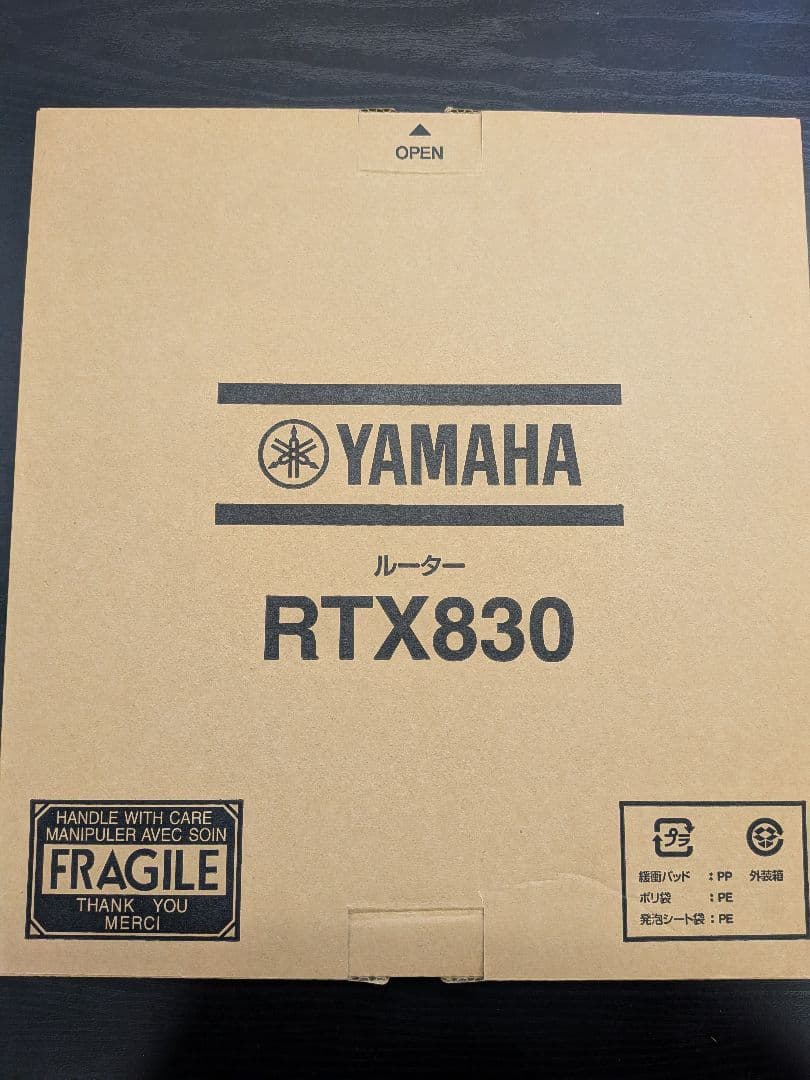 OPEN
YAMAHA
ルーター
RTX830
HANDLE WITH CARE
MANIPULER AVEC SOIN
FRAGILE
THANK YOU
MERCI
プラ
緩衝パッド :PP 外装箱
ポリ袋 :PE
発泡シート袋:PE